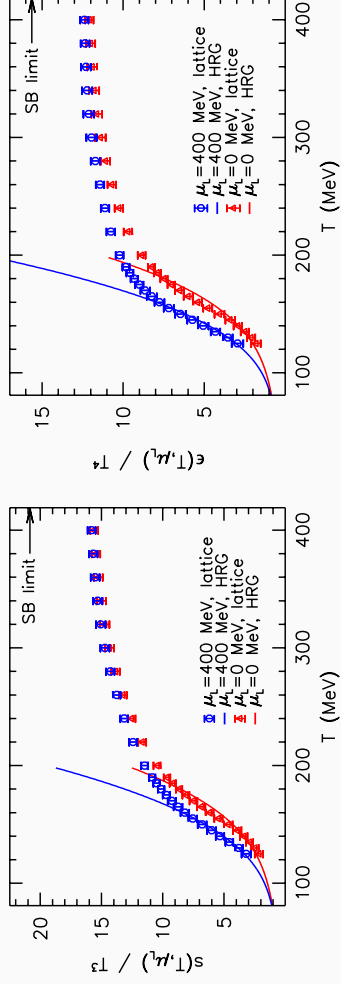 SB limit
μL=400 MeV, lattice
μL=400 MeV, HRG
μL=0 MeV, lattice
μL=0 MeV, HRG
s(T,μL) / T3
20
15
10
5
100
200
300
400
T (MeV)
SB limit
μL=400 MeV, lattice
μL=400 MeV, HRG
μL=0 MeV, lattice
μL=0 MeV, HRG
ϵ(T,μL) / T4
15
10
5
100
200
300
400
T (MeV)